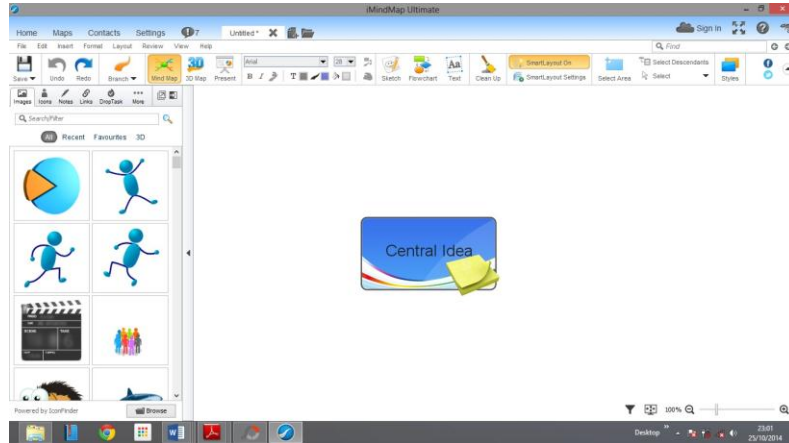 iMindMap Ultimate
Home Maps Contacts Settings 7 Untitled * Sign In
File Edit Insert Format Layout Review View Help Find
Save Undo Redo Branch Mind Map 3D Map Present
Arial 28
B I T
Sketch Flowchart Text Clean Up
SmartLayout On
SmartLayout Settings
Select Area
Select Descendants
Select
Styles
Images Icons Notes Links DropTask More
Search/Filter
All Recent Favourites 3D
Central Idea
Powered by IconFinder Browse
100%
Desktop 23:01
25/10/2014